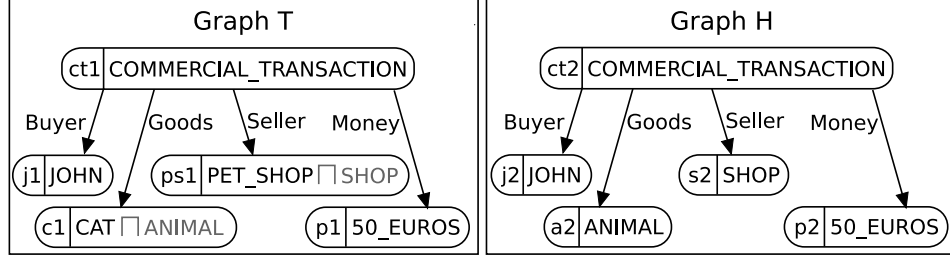 Graph T
Graph H
ct1 COMMERCIAL_TRANSACTION
ct2 COMMERCIAL_TRANSACTION
Buyer Goods Seller Money
Buyer Goods Seller Money
j1 JOHN
ps1 PET_SHOP ⊓ SHOP
j2 JOHN
s2 SHOP
c1 CAT ⊓ ANIMAL
p1 50_EUROS
a2 ANIMAL
p2 50_EUROS